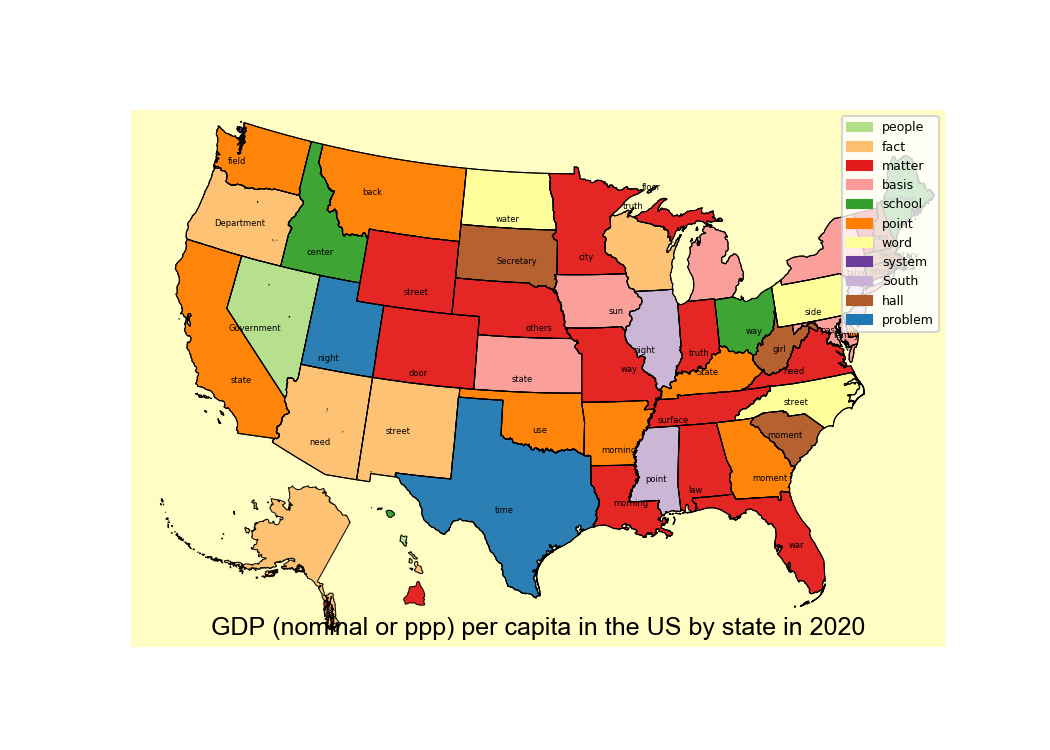 people
fact
matter
basis
school
point
word
system
South
hall
problem
field
back
floor
truth
water
Department
center
city
Secretary
street
sun
side
Government
others
way
girl
night
night
truth
way
door
state
state
need
state
street
need
street
use
surface
moment
morning
moment
point
law
morning
time
war
GDP (nominal or ppp) per capita in the US by state in 2020